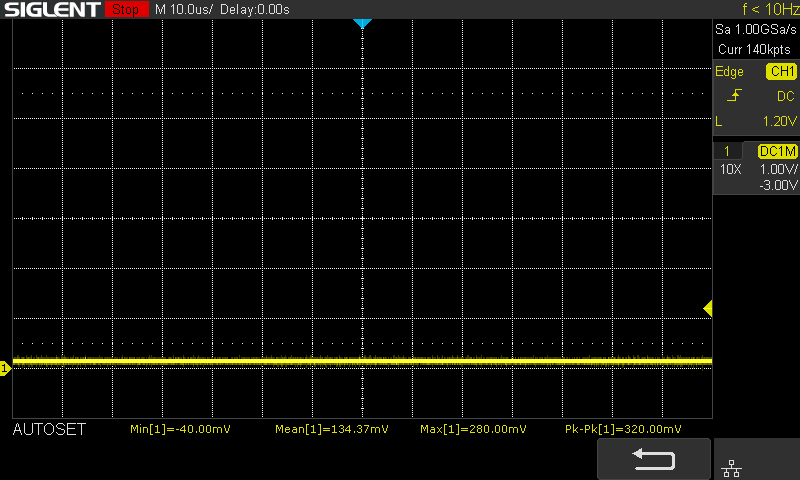 SIGLENT Stop M 10.0us/ Delay:0.00s f < 10Hz
Sa 1.00GSa/s
Curr 140kpts
Edge CH1
DC
L 1.20V
1 DC1M
10X 1.00V/
-3.00V
1
AUTOSET Min[1]=-40.00mV Mean[1]=134.37mV Max[1]=280.00mV Pk-Pk[1]=320.00mV